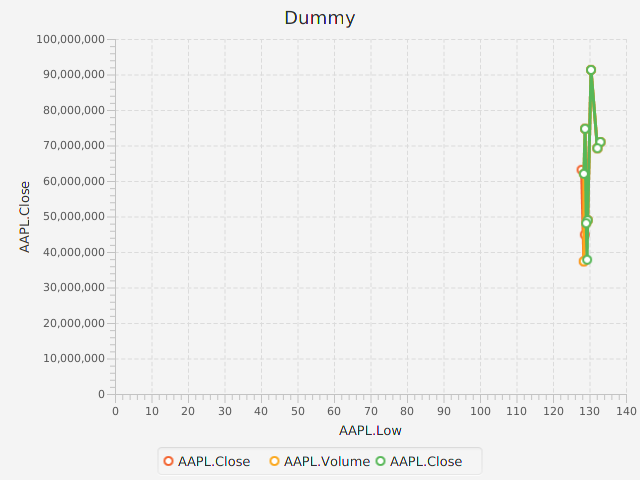 Dummy
100,000,000
90,000,000
80,000,000
70,000,000
60,000,000
50,000,000
40,000,000
30,000,000
20,000,000
10,000,000
0
AAPL.Close
0 10 20 30 40 50 60 70 80 90 100 110 120 130 140
AAPL.Low
AAPL.Close AAPL.Volume AAPL.Close